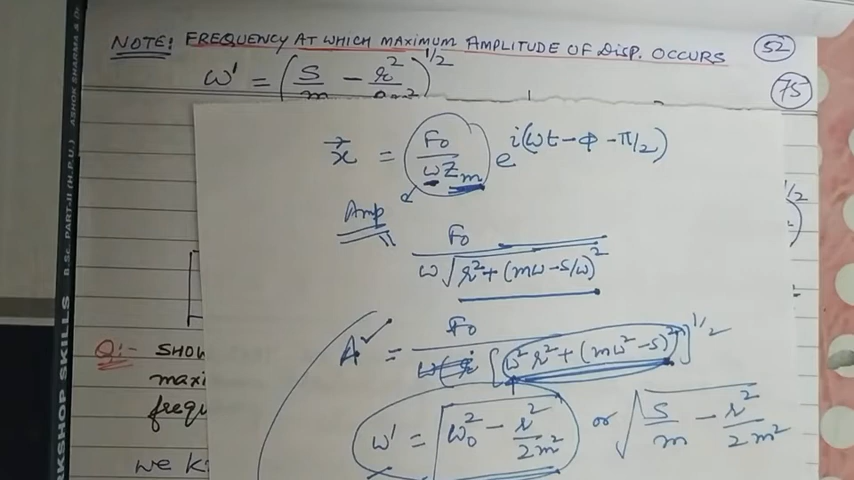 NOTE: FREQUENCY AT WHICH MAXIMUM AMPLITUDE OF DISP. OCCURS
52
ω' = (S/m − r²/2m²)^1/2
75
x⃗ = F₀/ωZₘ e^i(ωt−φ−π/2)
Amp
F₀/ω√r²+(mω−s/ω)²
A = F₀/[ω²r²+(mω²−s)²]^1/2
ω' = √ω₀² − r²/2m² or √S/m − r²/2m²
Q:- SHOW
maxi
frequ
we k
B.Sc. PART-II (H.P.U.)
ASHOK SHARMA &
RKSHOP SKILLS